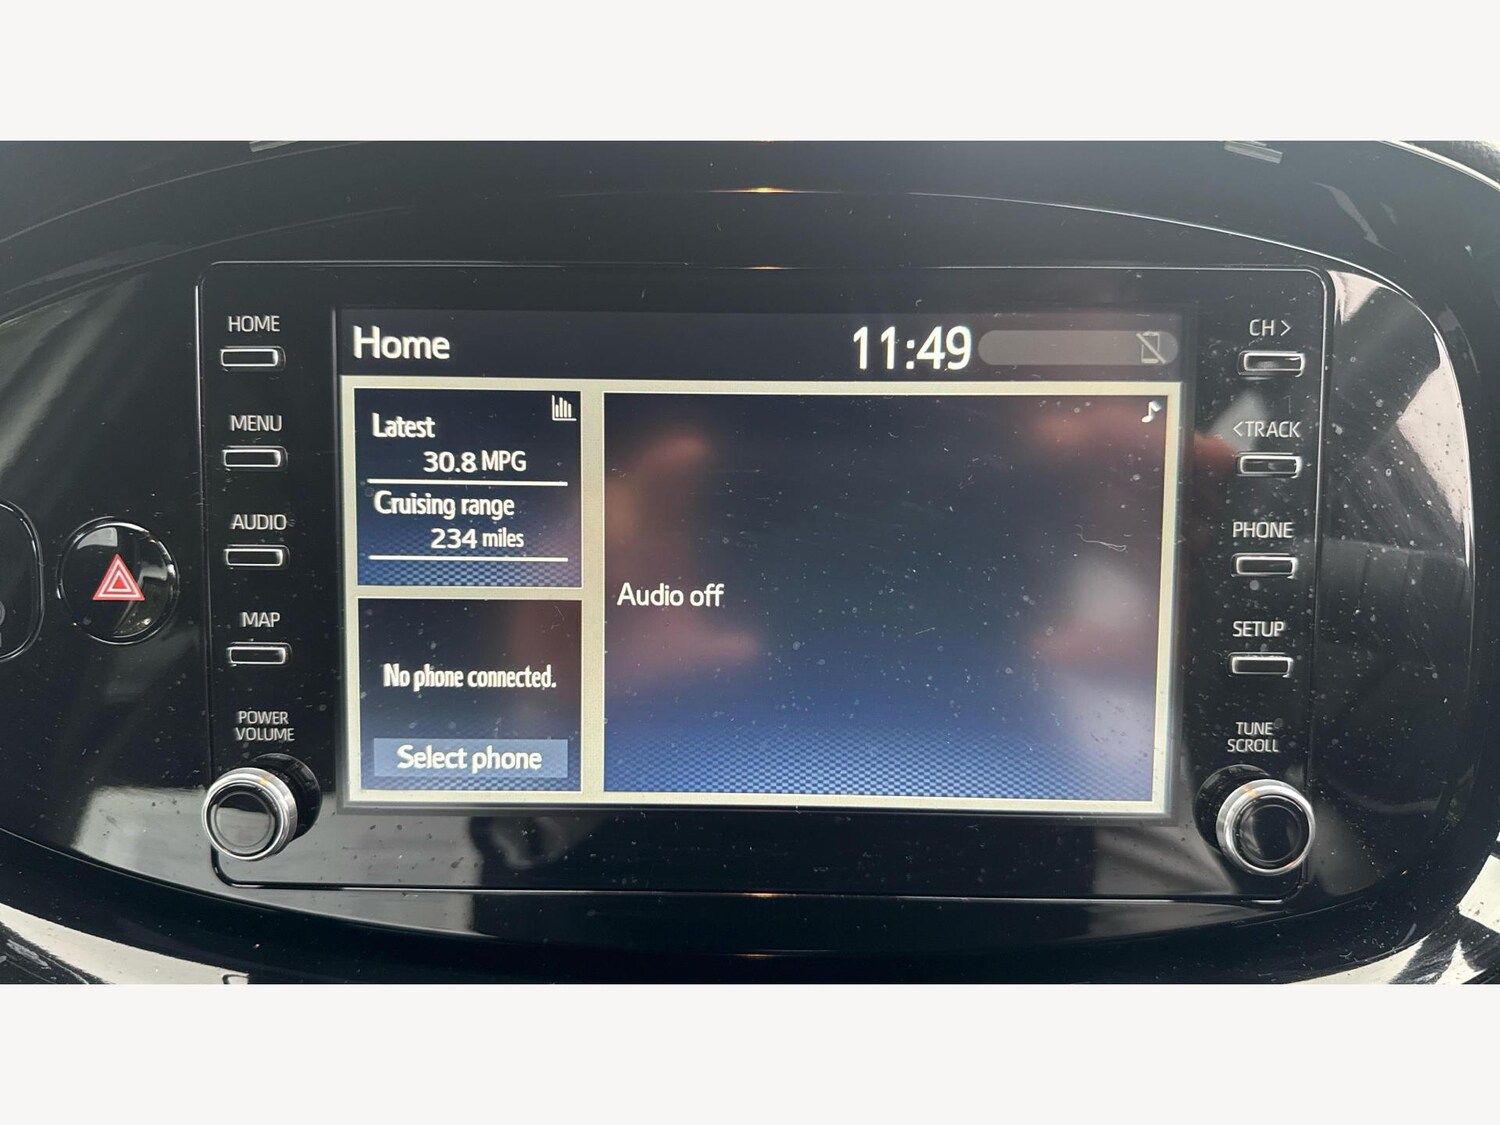 HOME
MENU
AUDIO
MAP
POWER
VOLUME
Home
11:49
Latest
30.8 MPG
Cruising range
234 miles
No phone connected.
Select phone
Audio off
CH >
<TRACK
PHONE
SETUP
TUNE
SCROLL